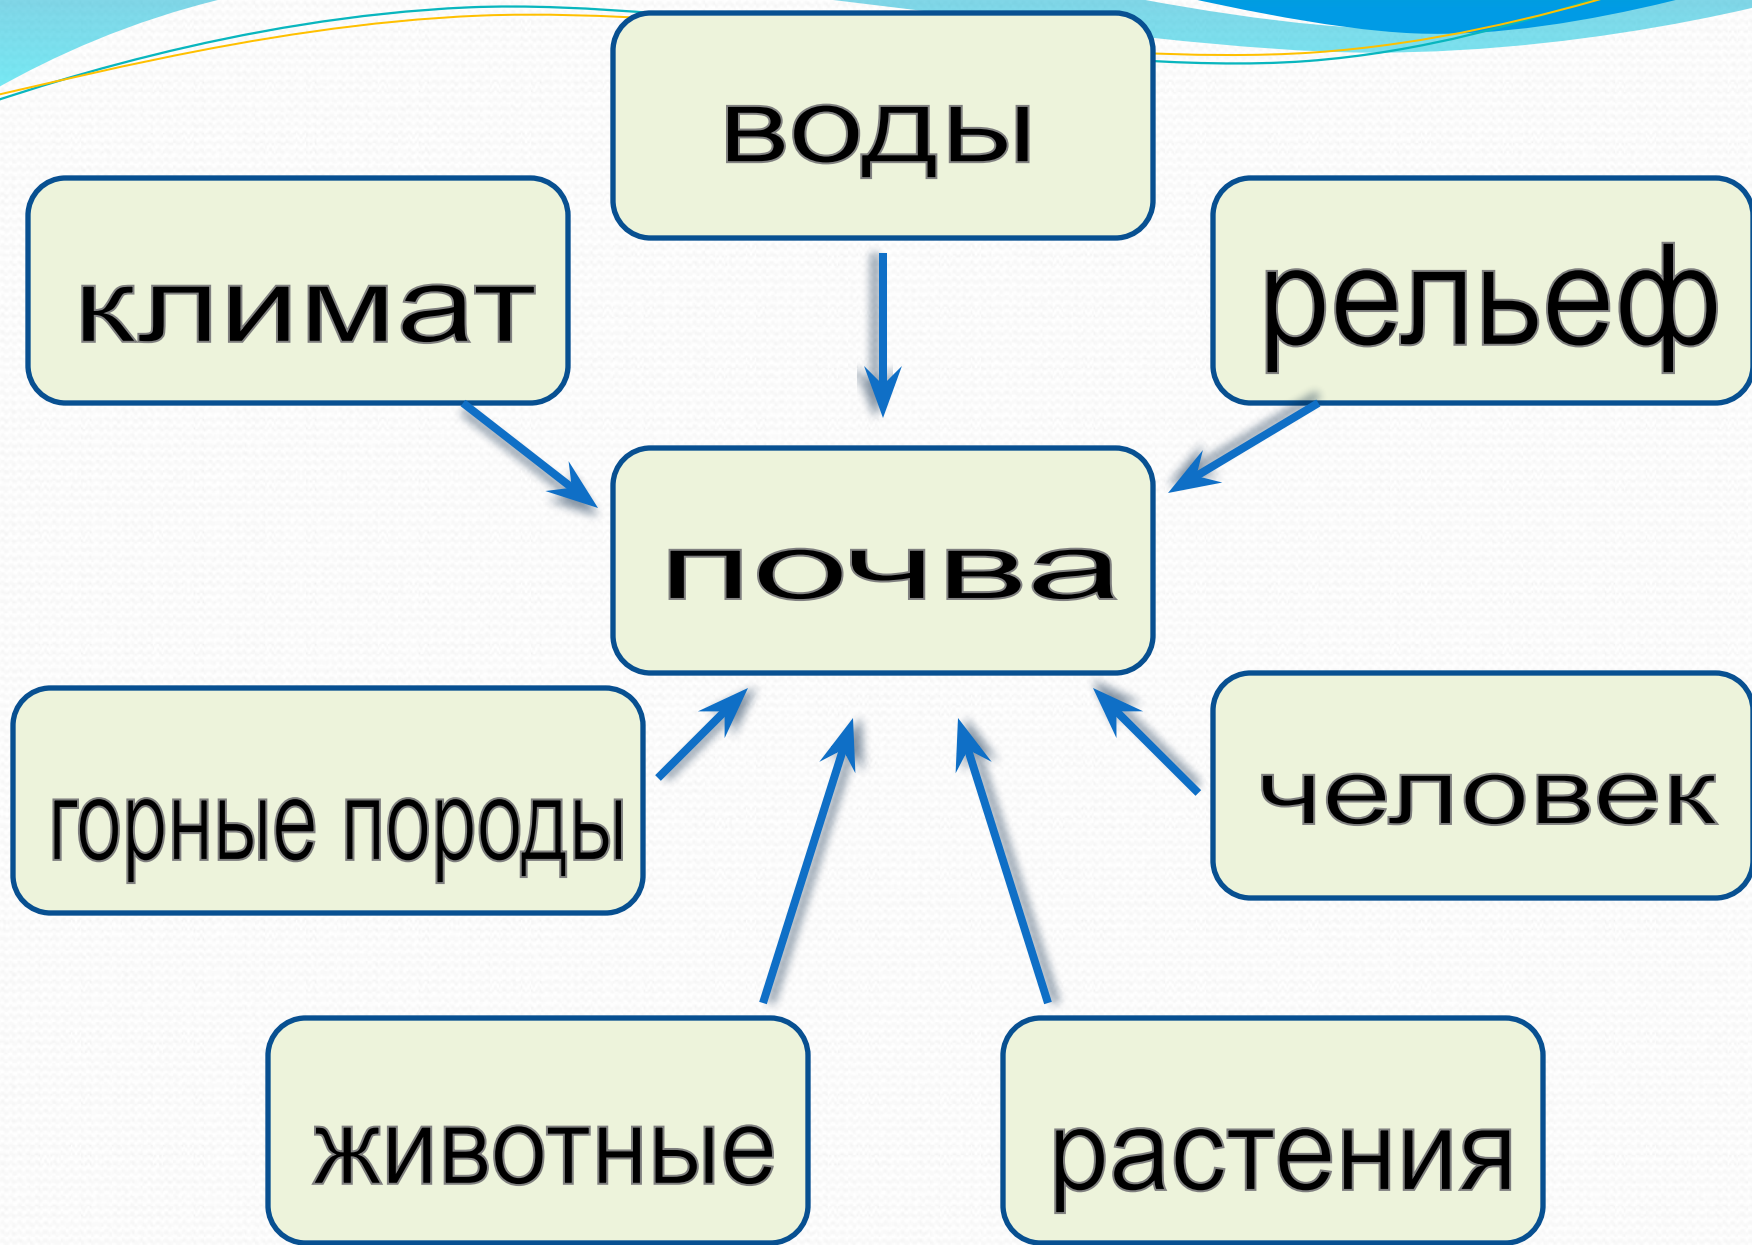 воды
климат
рельеф
почва
горные породы
человек
животные
растения